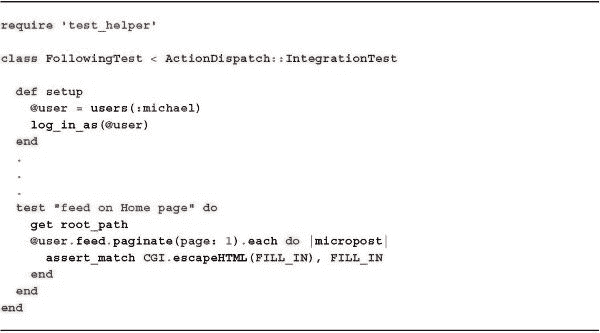 require 'test_helper'
class FollowingTest < ActionDispatch::IntegrationTest
  def setup
    @user = users(:michael)
    log_in_as(@user)
  end
  .
  .
  .
  test "feed on Home page" do
    get root_path
    @user.feed.paginate(page: 1).each do |micropost|
      assert_match CGI.escapeHTML(FILL_IN), FILL_IN
    end
  end
end